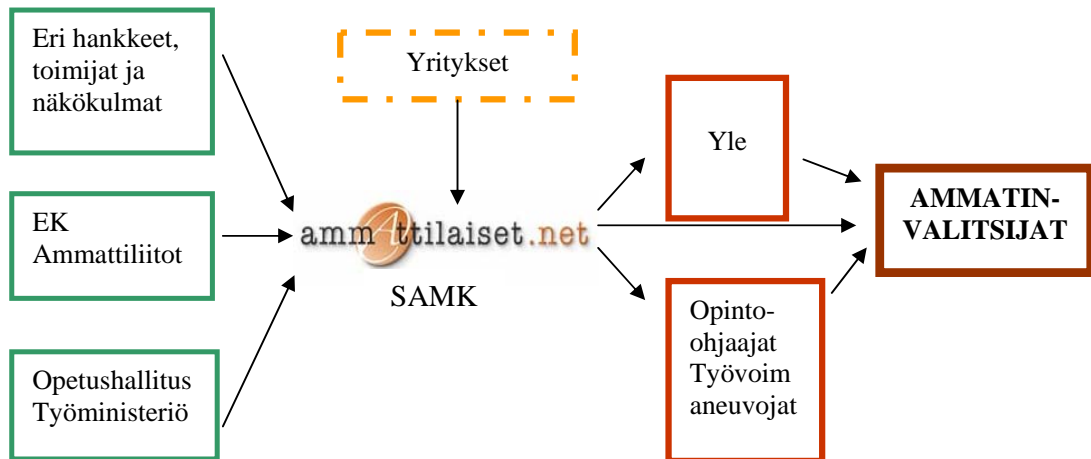 Eri hankkeet,
toimijat ja
näkökulmat
Yritykset
Yle
AMMATIN-
VALITSIJAT
EK
Ammattiliitot
ammAttilaiset.net
SAMK
Opetushallitus
Työministeriö
Opinto-
ohjaajat
Työvoim
aneuvojat